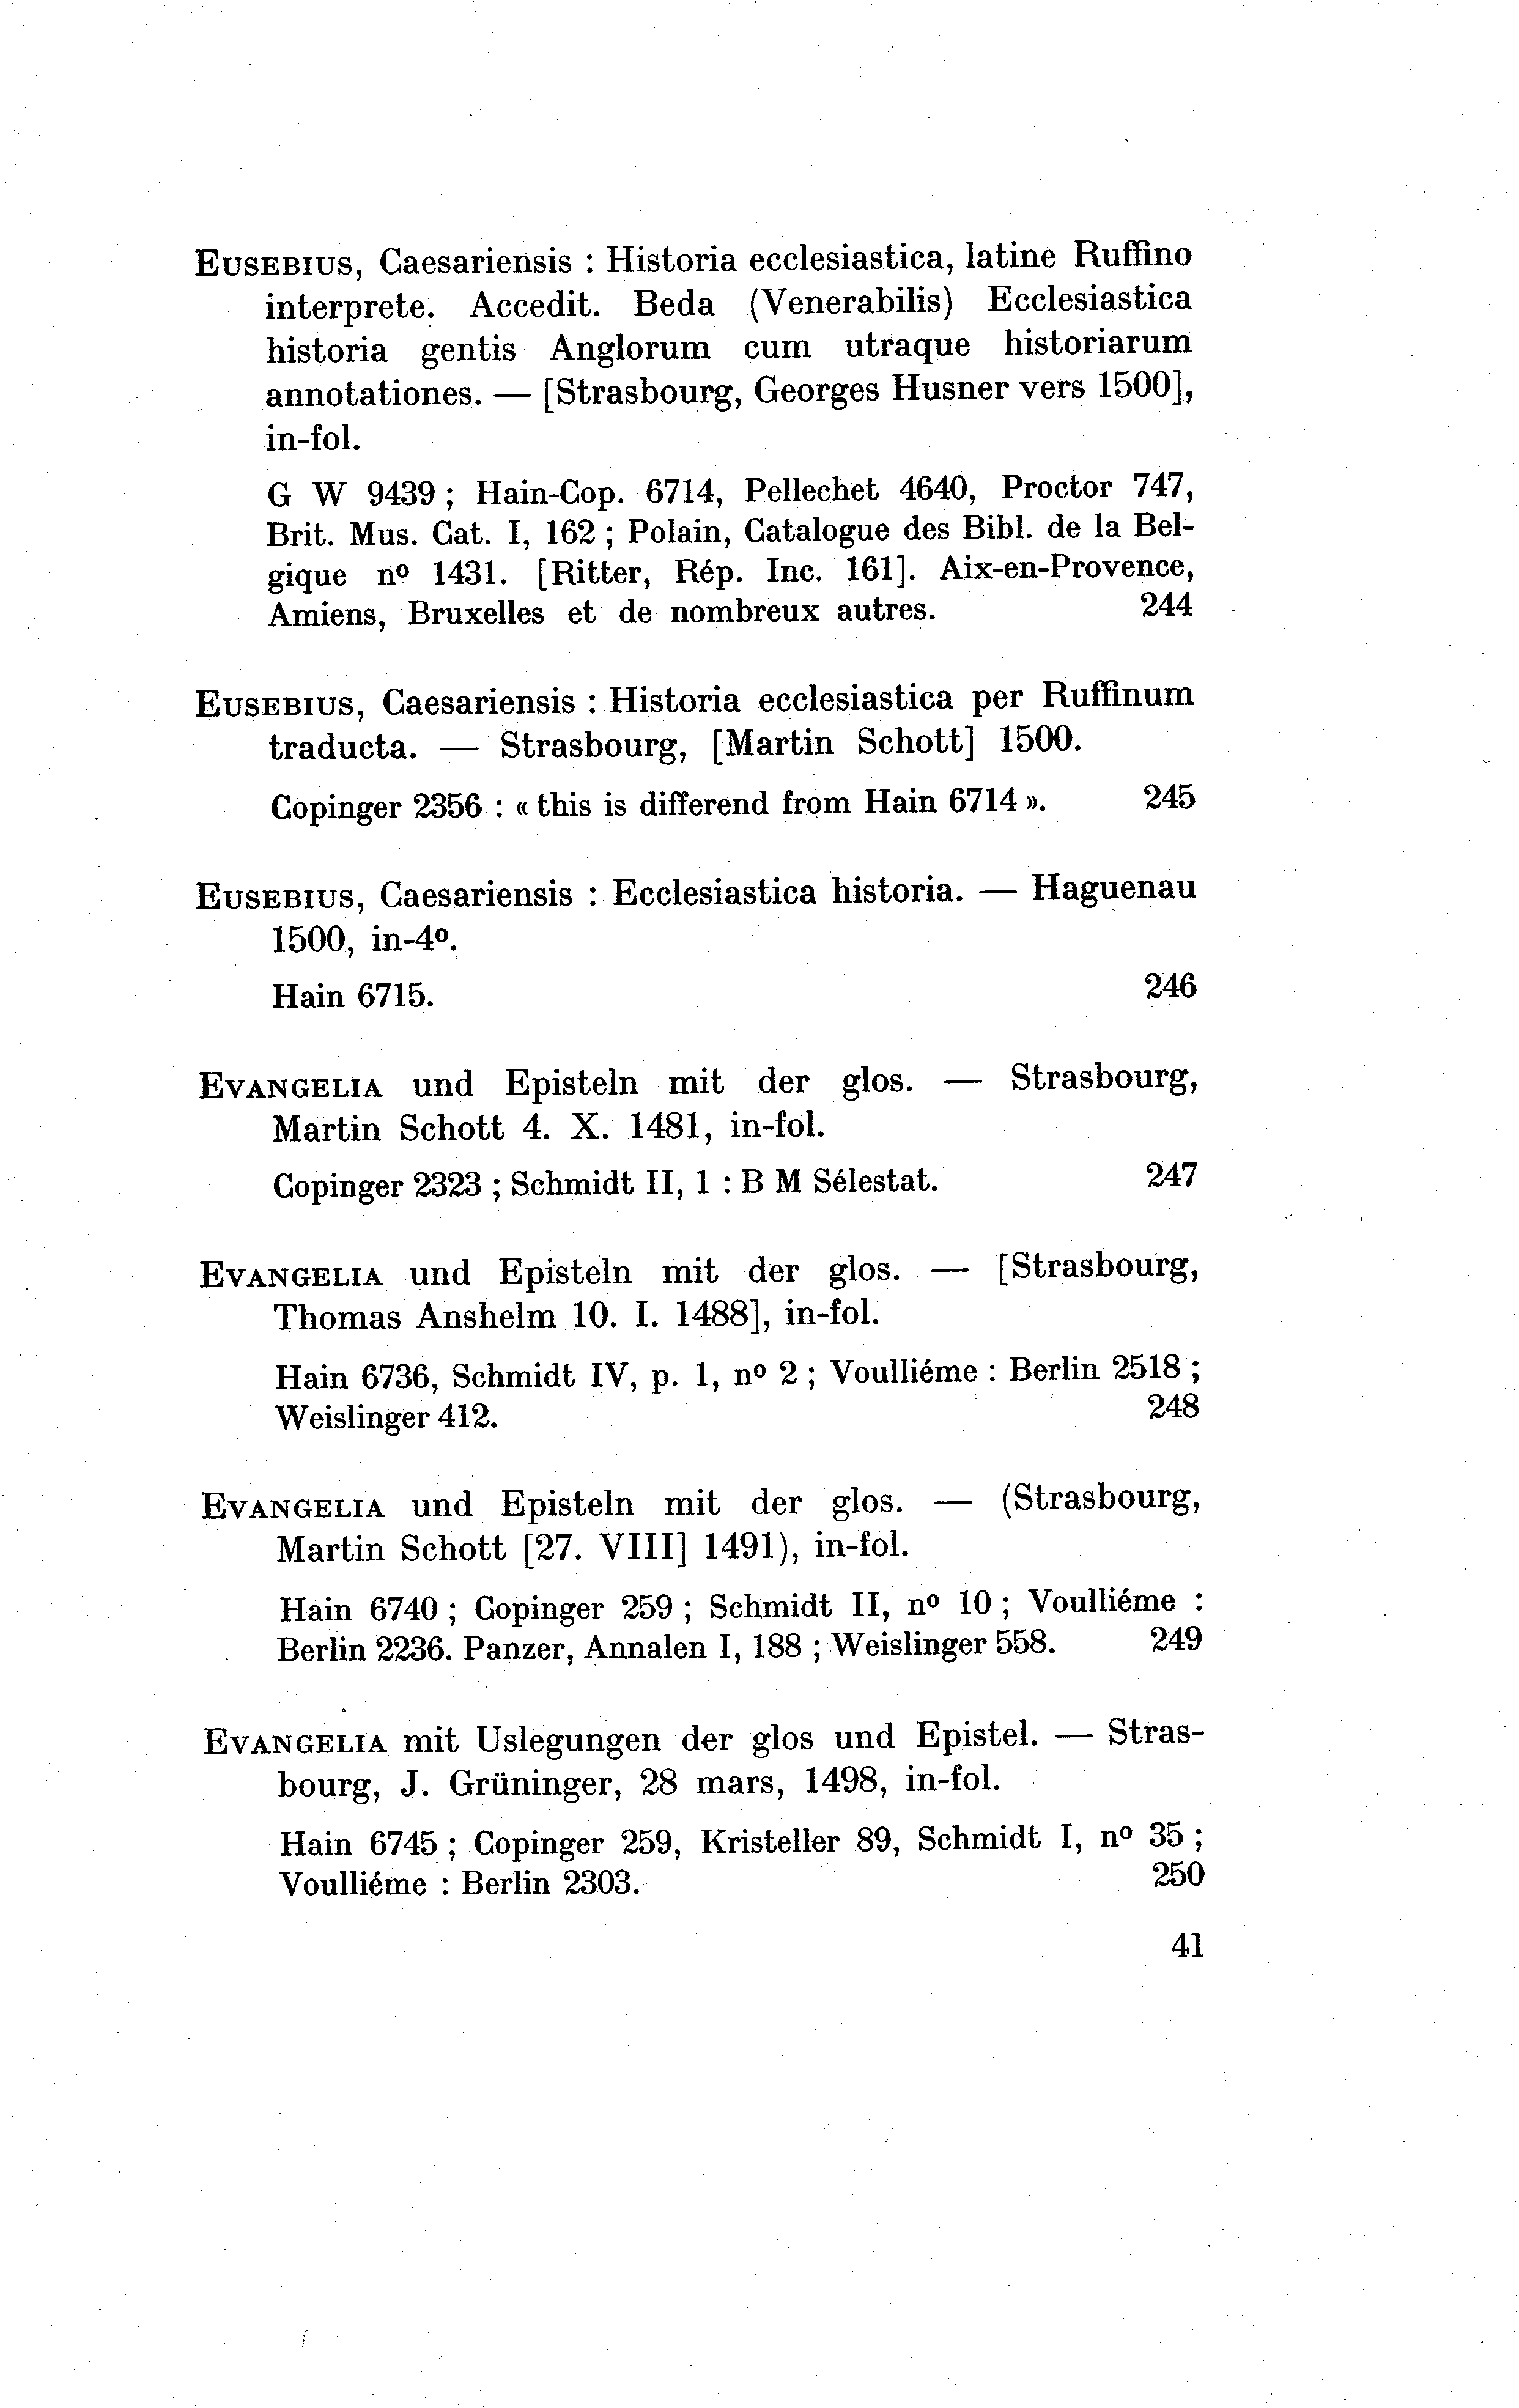 EUSEBIUS, Caesariensis : Historia ecclesiastica, latine Ruffino
interprete. Accedit. Beda (Venerabilis) Ecclesiastica
historia gentis Anglorum cum utraque historiarum
annotationes. — [Strasbourg, Georges Husner vers 1500],
in-fol.
G W 9439 ; Hain-Cop. 6714, Pellechet 4640, Proctor 747,
Brit. Mus. Cat. I, 162 ; Polain, Catalogue des Bibl. de la Bel-
gique nº 1431. [Ritter, Rép. Inc. 161]. Aix-en-Provence,
Amiens, Bruxelles et de nombreux autres. 244
EUSEBIUS, Caesariensis : Historia ecclesiastica per Ruffinum
traducta. — Strasbourg, [Martin Schott] 1500.
Copinger 2356 : « this is differend from Hain 6714 ». 245
EUSEBIUS, Caesariensis : Ecclesiastica historia. — Haguenau
1500, in-4º.
Hain 6715. 246
EVANGELIA und Episteln mit der glos. — Strasbourg,
Martin Schott 4. X. 1481, in-fol.
Copinger 2323 ; Schmidt II, 1 : B M Sélestat. 247
EVANGELIA und Episteln mit der glos. — [Strasbourg,
Thomas Anshelm 10. I. 1488], in-fol.
Hain 6736, Schmidt IV, p. 1, nº 2 ; Voulliéme : Berlin 2518 ;
Weislinger 412. 248
EVANGELIA und Episteln mit der glos. — (Strasbourg,
Martin Schott [27. VIII] 1491), in-fol.
Hain 6740 ; Copinger 259 ; Schmidt II, nº 10 ; Voulliéme :
Berlin 2236. Panzer, Annalen I, 188 ; Weislinger 558. 249
EVANGELIA mit Uslegungen der glos und Epistel. — Stras-
bourg, J. Grüninger, 28 mars, 1498, in-fol.
Hain 6745 ; Copinger 259, Kristeller 89, Schmidt I, nº 35 ;
Voulliéme : Berlin 2303. 250
41